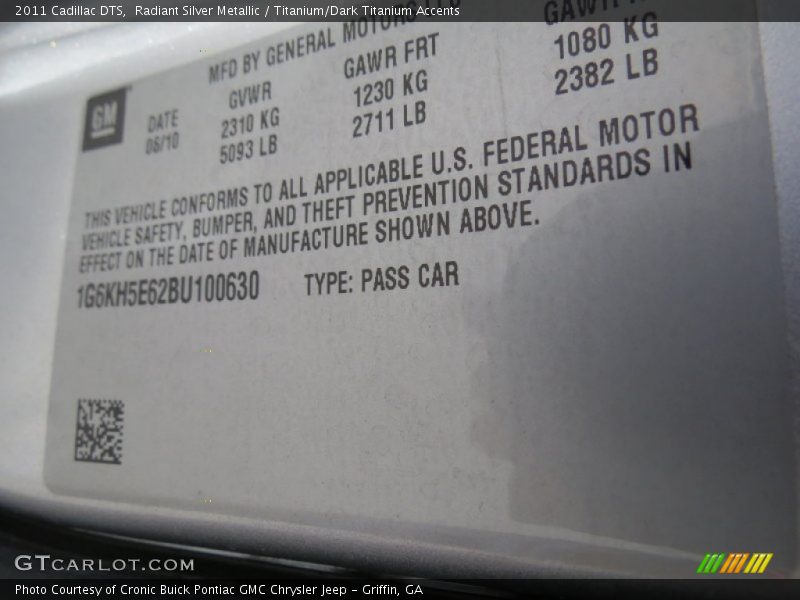 2011 Cadillac DTS, Radiant Silver Metallic / Titanium/Dark Titanium Accents
MFD BY GENERAL MOTORS
GM
DATE
06/10
GVWR
2310 KG
5093 LB
GAWR FRT
1230 KG
2711 LB
GAWR
1080 KG
2382 LB
THIS VEHICLE CONFORMS TO ALL APPLICABLE U.S. FEDERAL MOTOR
VEHICLE SAFETY, BUMPER, AND THEFT PREVENTION STANDARDS IN
EFFECT ON THE DATE OF MANUFACTURE SHOWN ABOVE.
1G6KH5E62BU100630 TYPE: PASS CAR
GTCARLOT.COM
Photo Courtesy of Cronic Buick Pontiac GMC Chrysler Jeep - Griffin, GA